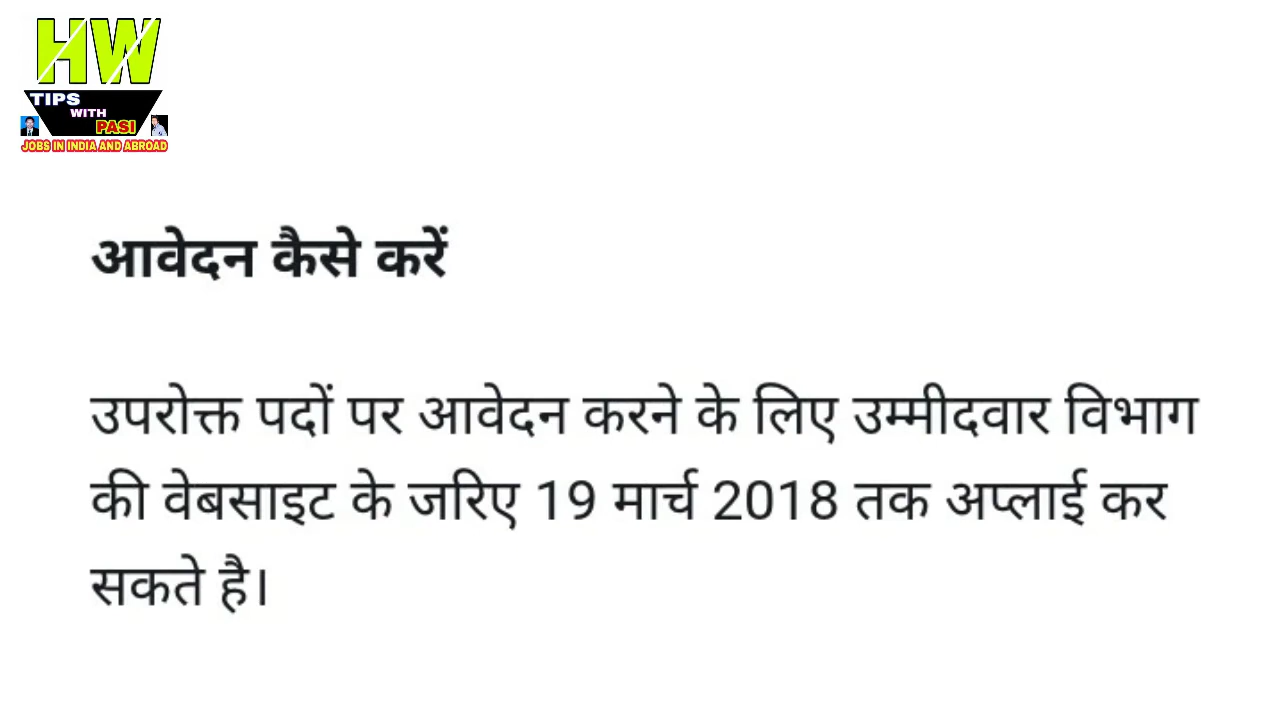 HW
TIPS
WITH
PASI
JOBS IN INDIA AND ABROAD
आवेदन कैसे करें
उपरोक्त पदों पर आवेदन करने के लिए उम्मीदवार विभाग
की वेबसाइट के जरिए 19 मार्च 2018 तक अप्लाई कर
सकते है।